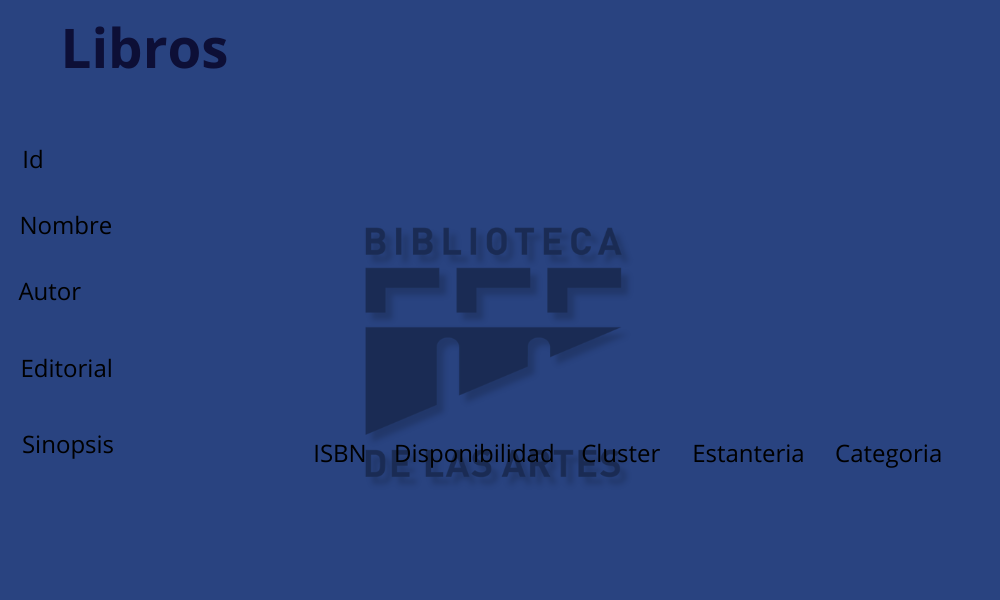 Libros
Id
Nombre
BIBLIOTECA
Autor
Editorial
Sinopsis
ISBN Disponibilidad Cluster Estanteria Categoria
DE LAS ARTES